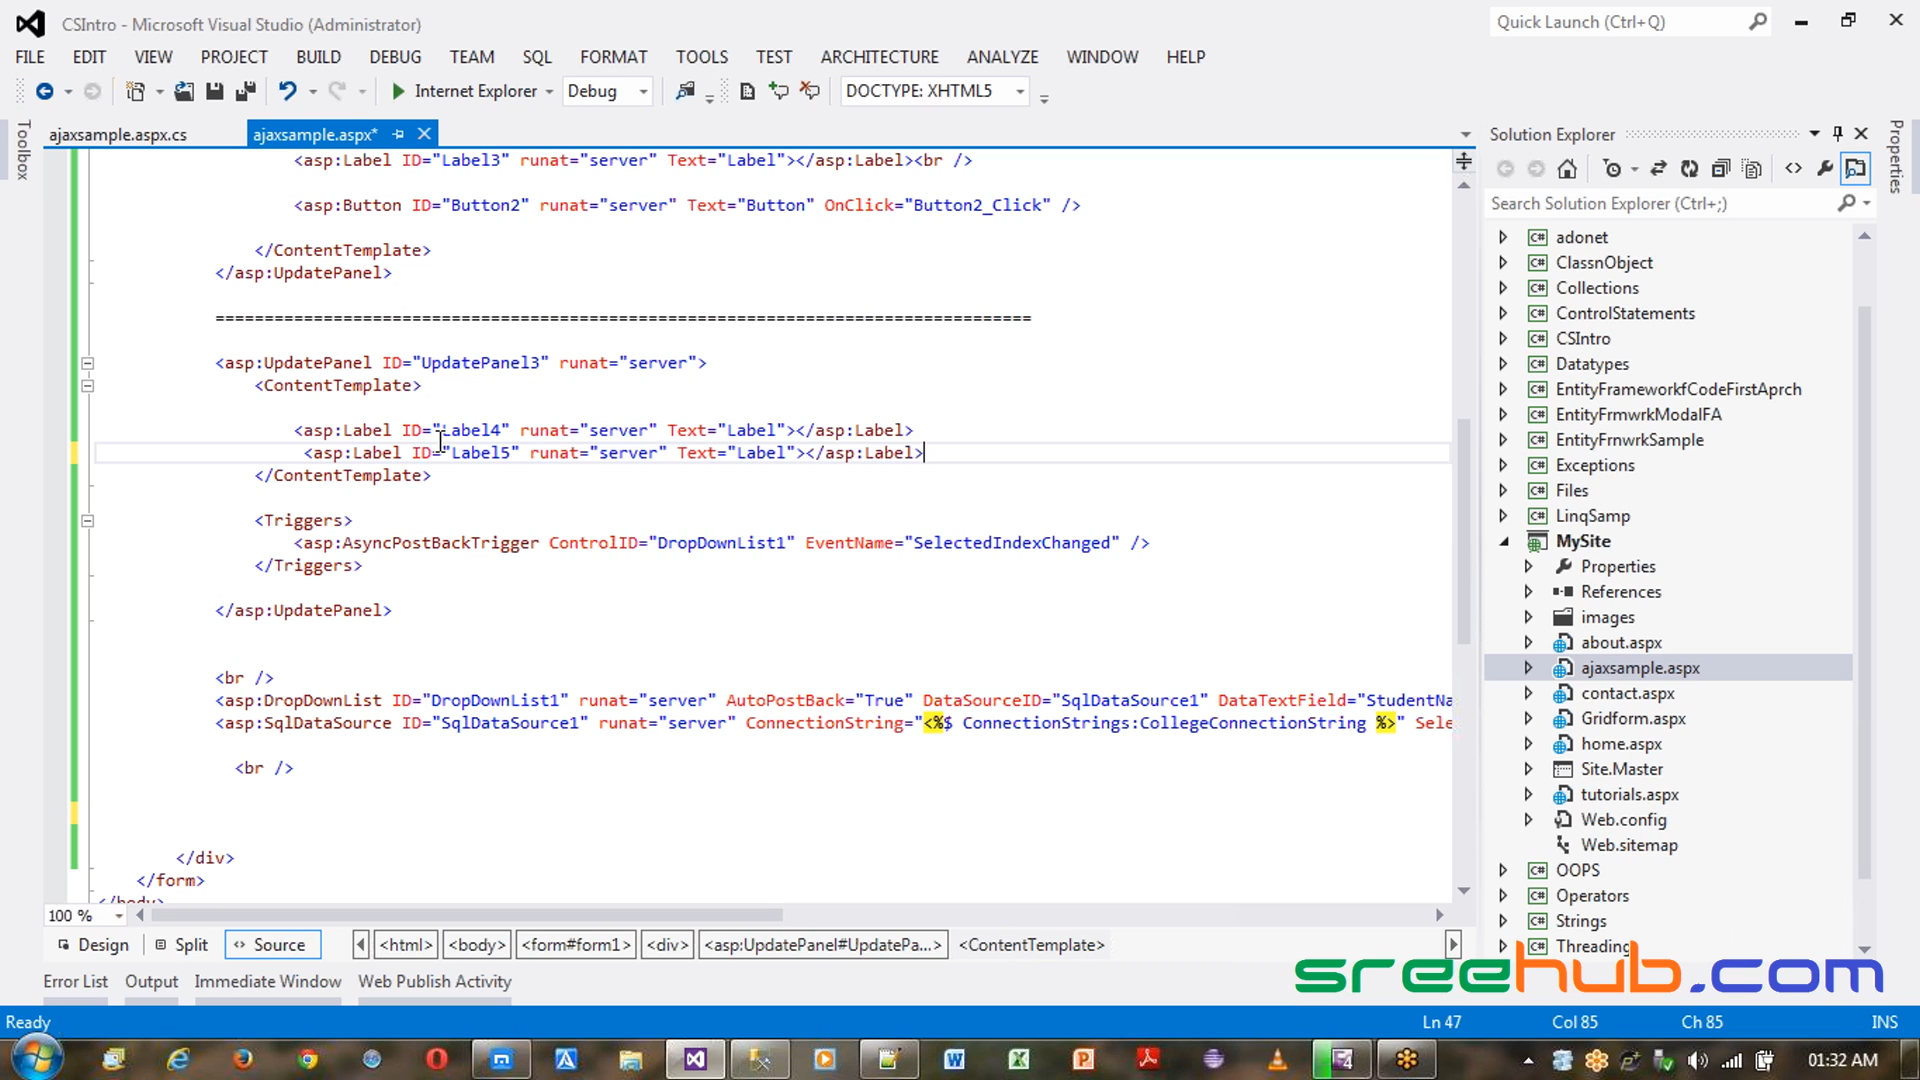 CSIntro - Microsoft Visual Studio (Administrator)
Quick Launch (Ctrl+Q)
FILE EDIT VIEW PROJECT BUILD DEBUG TEAM SQL FORMAT TOOLS TEST ARCHITECTURE ANALYZE WINDOW HELP
Internet Explorer Debug DOCTYPE: XHTML5
Toolbox
ajaxsample.aspx.cs ajaxsample.aspx*
<asp:Label ID="Label3" runat="server" Text="Label"></asp:Label><br />
<asp:Button ID="Button2" runat="server" Text="Button" OnClick="Button2_Click" />
</ContentTemplate>
</asp:UpdatePanel>
===================================================================================
<asp:UpdatePanel ID="UpdatePanel3" runat="server">
<ContentTemplate>
<asp:Label ID="Label4" runat="server" Text="Label"></asp:Label>
<asp:Label ID="Label5" runat="server" Text="Label"></asp:Label>
</ContentTemplate>
<Triggers>
<asp:AsyncPostBackTrigger ControlID="DropDownList1" EventName="SelectedIndexChanged" />
</Triggers>
</asp:UpdatePanel>
<br />
<asp:DropDownList ID="DropDownList1" runat="server" AutoPostBack="True" DataSourceID="SqlDataSource1" DataTextField="StudentNa
<asp:SqlDataSource ID="SqlDataSource1" runat="server" ConnectionString="<%$ ConnectionStrings:CollegeConnectionString %>" Sele
<br />
</div>
</form>
</body>
100 %
Design Split Source <html> <body> <form#form1> <div> <asp:UpdatePanel#UpdatePa...> <ContentTemplate>
Error List Output Immediate Window Web Publish Activity
Solution Explorer
Properties
Search Solution Explorer (Ctrl+;)
adonet
ClassnObject
Collections
ControlStatements
CSIntro
Datatypes
EntityFrameworkfCodeFirstAprch
EntityFrmwrkModalFA
EntityFrnwrkSample
Exceptions
Files
LinqSamp
MySite
Properties
References
images
about.aspx
ajaxsample.aspx
contact.aspx
Gridform.aspx
home.aspx
Site.Master
tutorials.aspx
Web.config
Web.sitemap
OOPS
Operators
Strings
Threading
sreehub.com
Ready Ln 47 Col 85 Ch 85 INS
01:32 AM